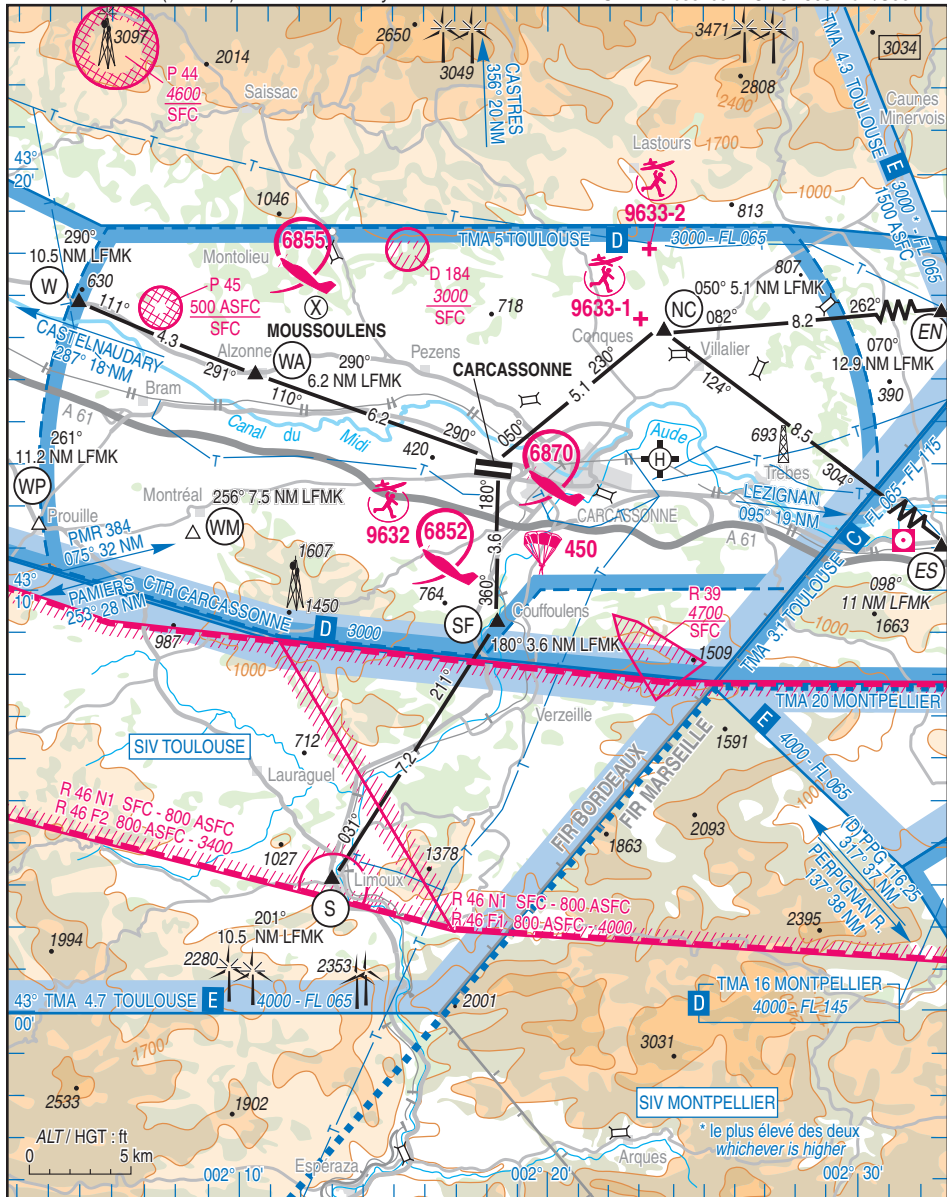 3097
P 44
4600
SFC
2014
Saissac
2650
3049
CASTRES
356° 20 NM
3471
2808
2400
3034
Caunes
Minervois
TMA 4.3 TOULOUSE E 3000 * - FL 065
1500 ASFC
43°
20'
Lastours
1700
1000
9633-2
813
1046
6855
TMA 5 TOULOUSE D 3000 - FL 065
Montolieu
290°
10.5 NM LFMK
W
630
P 45
500 ASFC
SFC
D 184
3000
SFC
718
9633-1
807
050° 5.1 NM LFMK
NC
082°
8.2
262°
EN
070°
12.9 NM LFMK
390
111°
4.3
291°
X
MOUSSOULENS
Conques
Villalier
124°
CASTELNAUDARY
287° 18 NM
Alzonne
WA
290°
6.2 NM LFMK
Pezens
CARCASSONNE
230°
5.1
050°
Bram
110°
6.2
290°
A 61
Canal du Midi
420
Aude
693
8.5
304°
Trèbes
H
261°
11.2 NM LFMK
WP
Prouille
Montréal
256° 7.5 NM LFMK
WM
180°
6870
CARCASSONNE
LEZIGNAN
095° 19 NM
FL 065 - FL 115
C
TMA 3.1 TOULOUSE
9632
6852
3.6
450
A 61
PMR 384
075° 32 NM
1607
1450
43°
10'
PAMIERS
253° 28 NM
CTR CARCASSONNE
D 3000
764
360°
SF
Couffoulens
180° 3.6 NM LFMK
R 39
4700
SFC
1509
ES
098°
11 NM LFMK
1663
987
1000
211°
Verzeille
TMA 20 MONTPELLIER
E
4000 - FL 065
SIV TOULOUSE
712
Lauraguel
7.2
FIR BORDEAUX
FIR MARSEILLE
1591
R 46 N1 SFC - 800 ASFC
R 46 F2 800 ASFC - 3400
1863
2093
(D) PPG 116.25
317° 37 NM
PERPIGNAN R.
137° 38 NM
1027
031°
1378
Limoux
S
R 46 N1 SFC - 800 ASFC
R 46 F1 800 ASFC - 4000
201°
10.5 NM LFMK
2395
1994
2280
2353
43°
00'
TMA 4.7 TOULOUSE E 4000 - FL 065
2001
TMA 16 MONTPELLIER
D 4000 - FL 145
1700
3031
2533
1902
SIV MONTPELLIER
* le plus élevé des deux
whichever is higher
ALT / HGT : ft
0 5 km
Espéraza
Arques
002° 10'
002° 20'
002° 30'